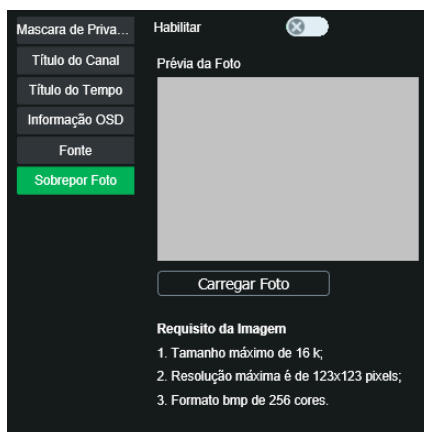 Mascara de Priva...
Título do Canal
Título do Tempo
Informação OSD
Fonte
Sobrepor Foto
Habilitar
Prévia da Foto
Carregar Foto
Requisito da Imagem
1. Tamanho máximo de 16 k;
2. Resolução máxima é de 123x123 pixels;
3. Formato bmp de 256 cores.